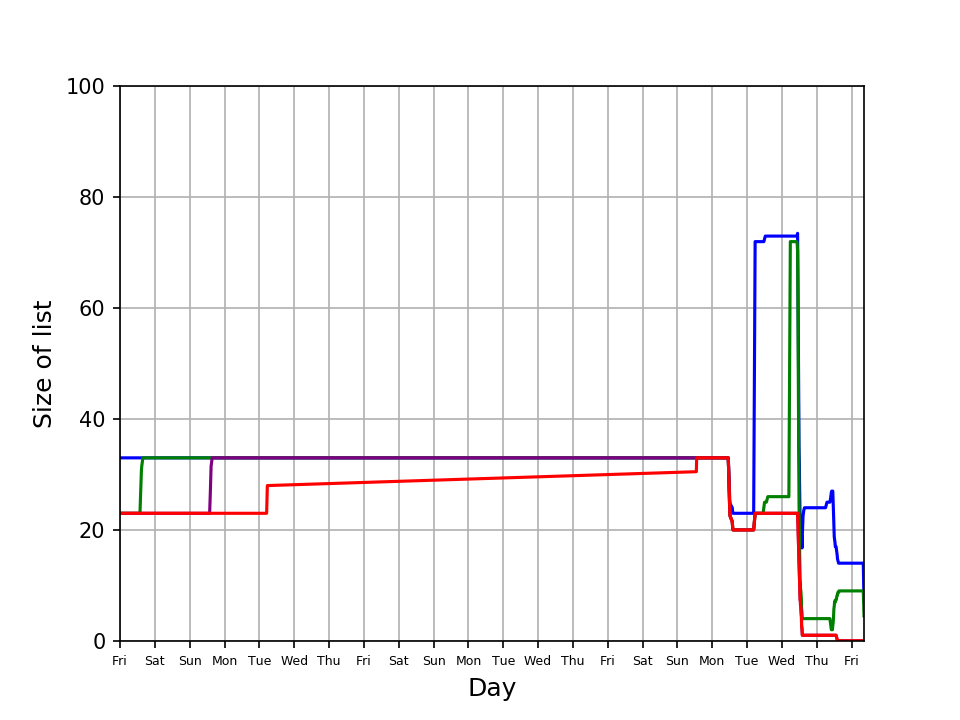 100
80
60
40
20
0
Size of list
Fri Sat Sun Mon Tue Wed Thu Fri Sat Sun Mon Tue Wed Thu Fri Sat Sun Mon Tue Wed Thu Fri
Day